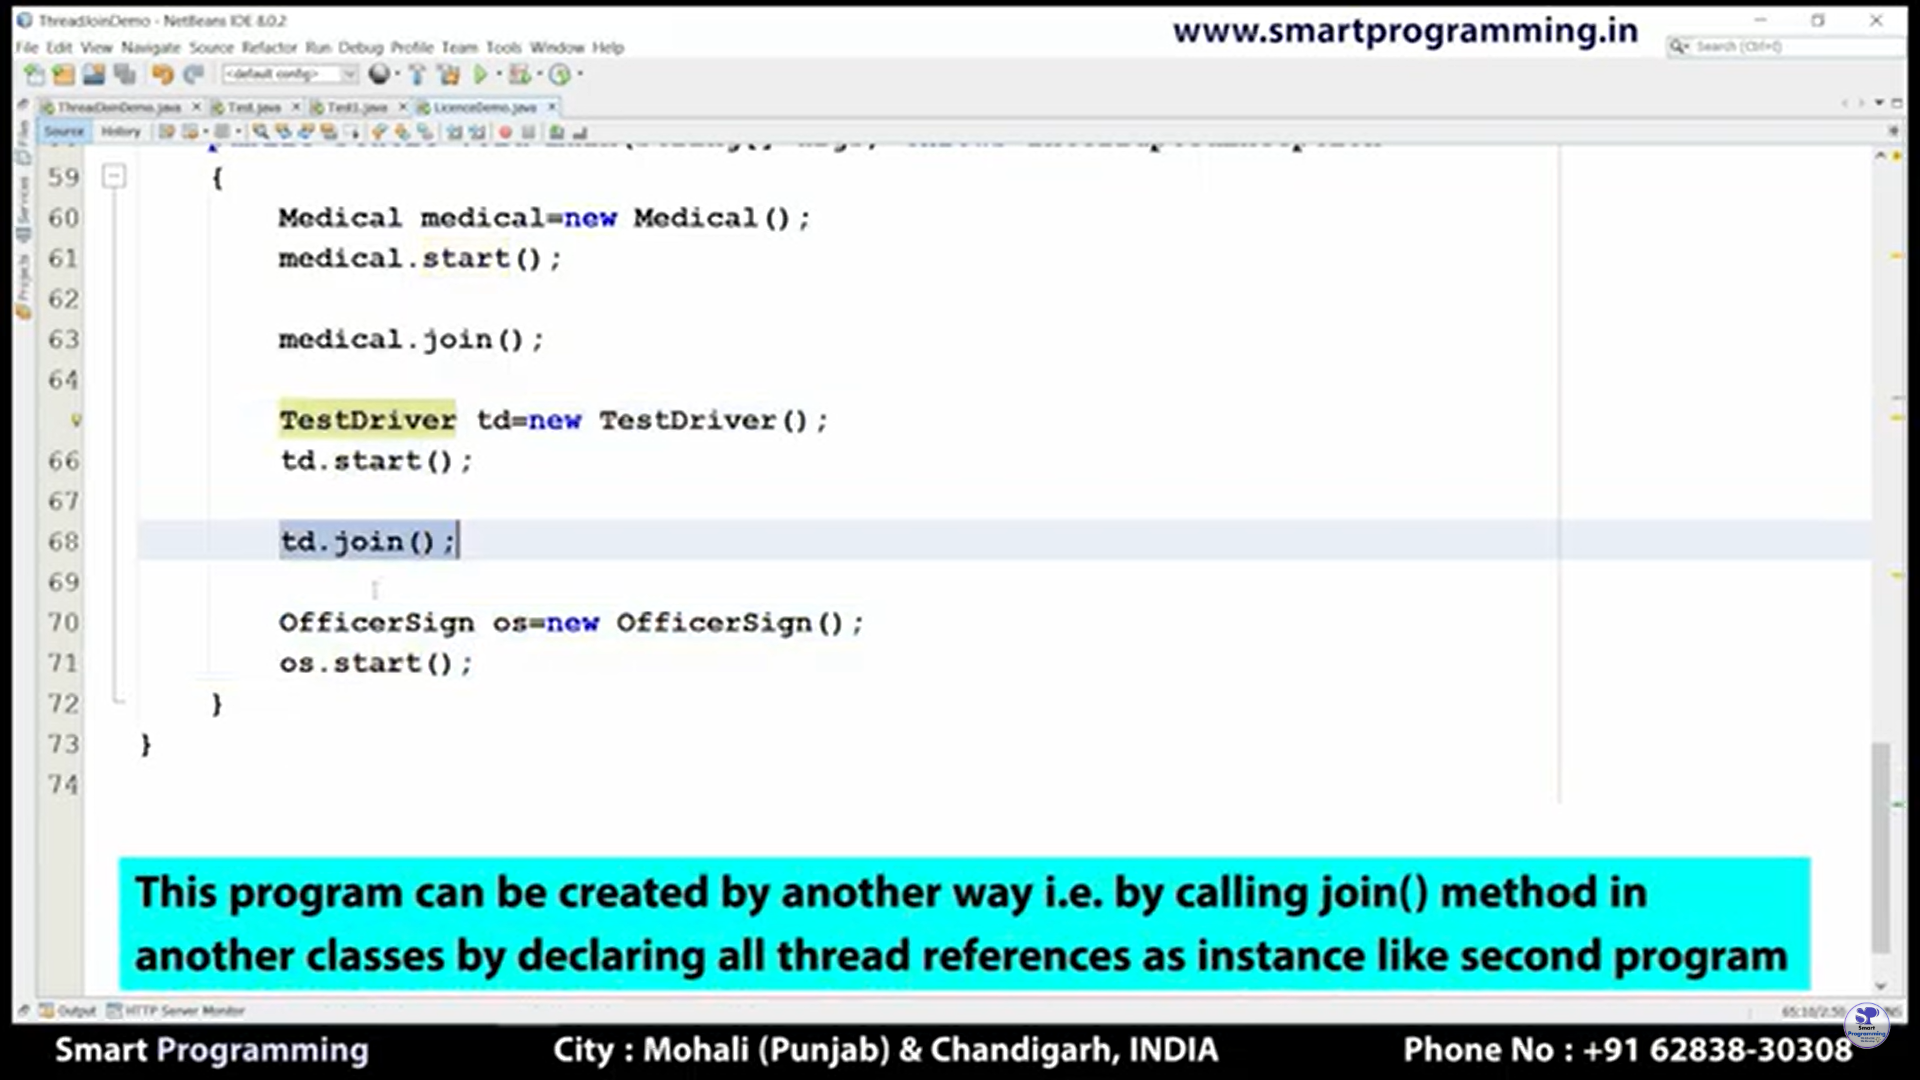 ThreadJoinDemo - NetBeans IDE 8.0.2
www.smartprogramming.in
File Edit View Navigate Source Refactor Run Debug Profile Team Tools Window Help
Search (Ctrl+I)
<default config>
ThreadJoinDemo.java Test.java Test1.java LicenceDemo.java
Source History
Files
Services
Projects
59 {
60 Medical medical=new Medical();
61 medical.start();
62
63 medical.join();
64
TestDriver td=new TestDriver();
66 td.start();
67
68 td.join();
69
70 OfficerSign os=new OfficerSign();
71 os.start();
72 }
73 }
74
This program can be created by another way i.e. by calling join() method in
another classes by declaring all thread references as instance like second program
Output HTTP Server Monitor
SP
Smart
Programming
Smart Programming City : Mohali (Punjab) & Chandigarh, INDIA Phone No : +91 62838-30308